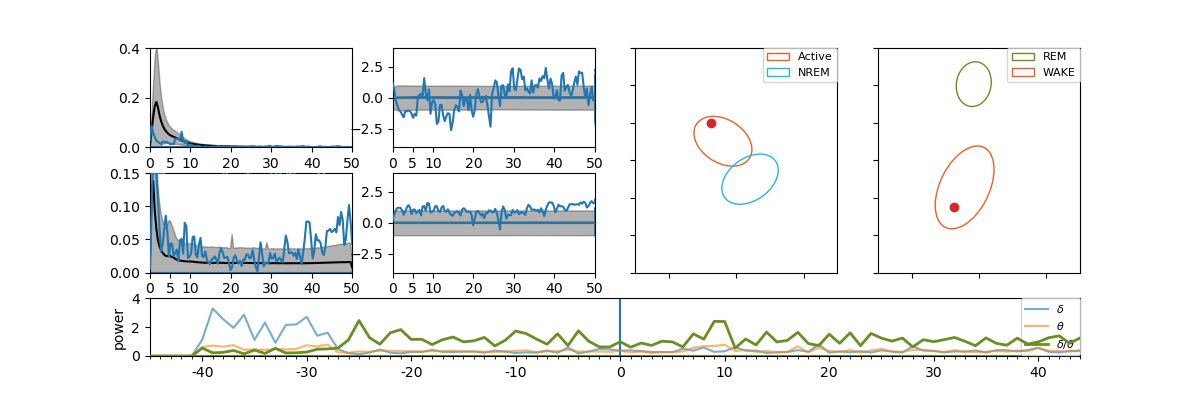 0.4
0.2
0.0
0 5 10 20 30 40 50
2.5
0.0
−2.5
0 5 10 20 30 40 50
Active
NREM
REM
WAKE
0.15
0.10
0.05
0.00
0 5 10 20 30 40 50
2.5
0.0
−2.5
0 5 10 20 30 40 50
power
4
2
0
-40 -30 -20 -10 0 10 20 30 40
δ
θ
δ/θ